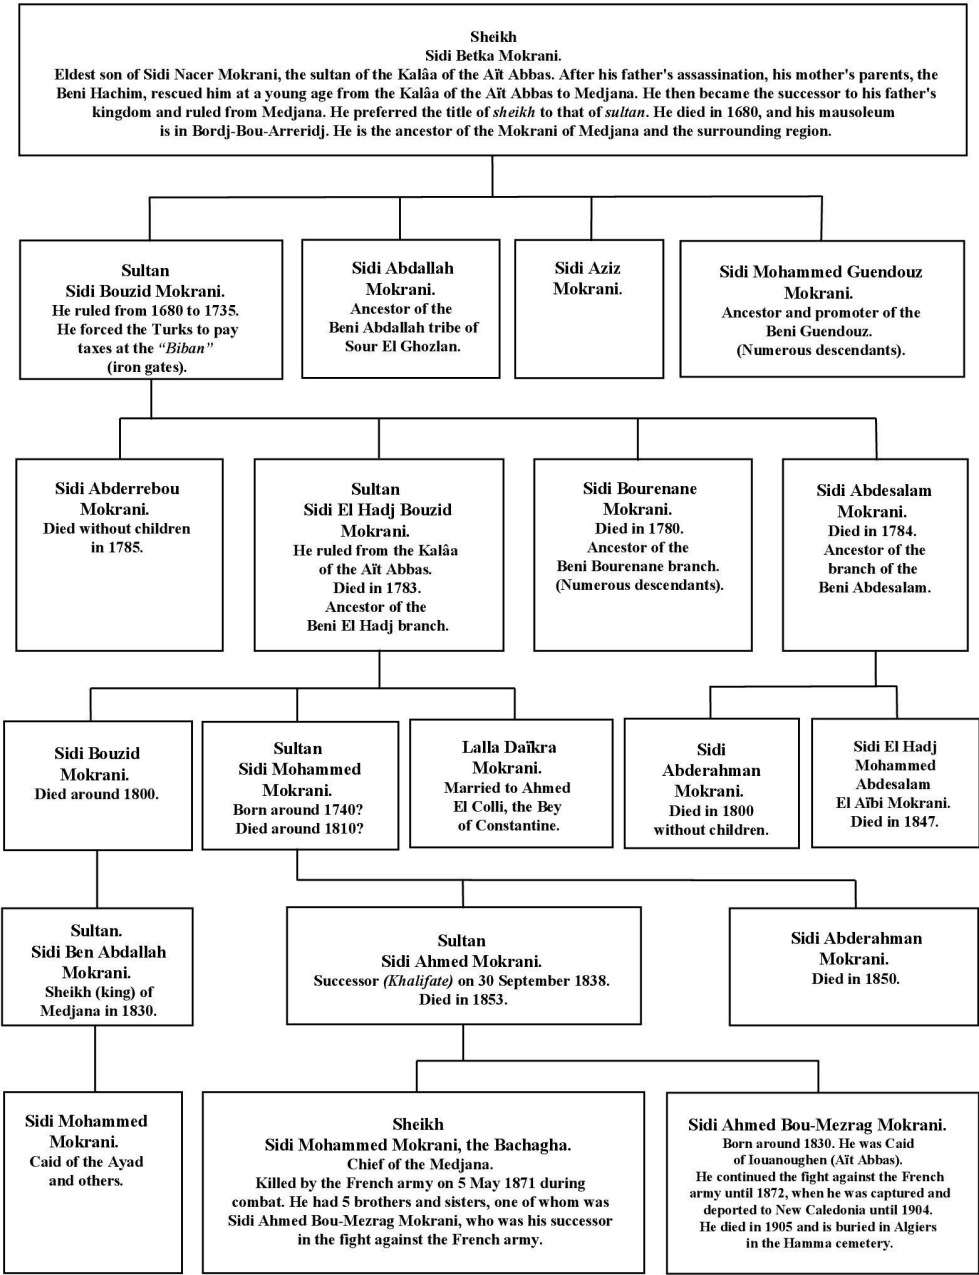 Sheikh
Sidi Betka Mokrani.
Eldest son of Sidi Nacer Mokrani, the sultan of the Kalâa of the Aït Abbas. After his father's assassination, his mother's parents, the
Beni Hachim, rescued him at a young age from the Kalâa of the Aït Abbas to Medjana. He then became the successor to his father's
kingdom and ruled from Medjana. He preferred the title of sheikh to that of sultan. He died in 1680, and his mausoleum
is in Bordj-Bou-Arreridj. He is the ancestor of the Mokrani of Medjana and the surrounding region.
Sultan
Sidi Bouzid Mokrani.
He ruled from 1680 to 1735.
He forced the Turks to pay
taxes at the “Biban”
(iron gates).
Sidi Abdallah
Mokrani.
Ancestor of the
Beni Abdallah tribe of
Sour El Ghozlan.
Sidi Aziz
Mokrani.
Sidi Mohammed Guendouz
Mokrani.
Ancestor and promoter of the
Beni Guendouz.
(Numerous descendants).
Sidi Abderrebou
Mokrani.
Died without children
in 1785.
Sultan
Sidi El Hadj Bouzid
Mokrani.
He ruled from the Kalâa
of the Aït Abbas.
Died in 1783.
Ancestor of the
Beni El Hadj branch.
Sidi Bourenane
Mokrani.
Died in 1780.
Ancestor of the
Beni Bourenane branch.
(Numerous descendants).
Sidi Abdesalam
Mokrani.
Died in 1784.
Ancestor of the
branch of the
Beni Abdesalam.
Sidi Bouzid
Mokrani.
Died around 1800.
Sultan
Sidi Mohammed
Mokrani.
Born around 1740?
Died around 1810?
Lalla Daïkra
Mokrani.
Married to Ahmed
El Colli, the Bey
of Constantine.
Sidi
Abderahman
Mokrani.
Died in 1800
without children.
Sidi El Hadj
Mohammed
Abdesalam
El Aïbi Mokrani.
Died in 1847.
Sultan.
Sidi Ben Abdallah
Mokrani.
Sheikh (king) of
Medjana in 1830.
Sultan
Sidi Ahmed Mokrani.
Successor (Khalifate) on 30 September 1838.
Died in 1853.
Sidi Abderahman
Mokrani.
Died in 1850.
Sidi Mohammed
Mokrani.
Caid of the Ayad
and others.
Sheikh
Sidi Mohammed Mokrani, the Bachagha.
Chief of the Medjana.
Killed by the French army on 5 May 1871 during
combat. He had 5 brothers and sisters, one of whom was
Sidi Ahmed Bou-Mezrag Mokrani, who was his successor
in the fight against the French army.
Sidi Ahmed Bou-Mezrag Mokrani.
Born around 1830. He was Caid
of Iouanoughen (Aït Abbas).
He continued the fight against the French
army until 1872, when he was captured and
deported to New Caledonia until 1904.
He died in 1905 and is buried in Algiers
in the Hamma cemetery.